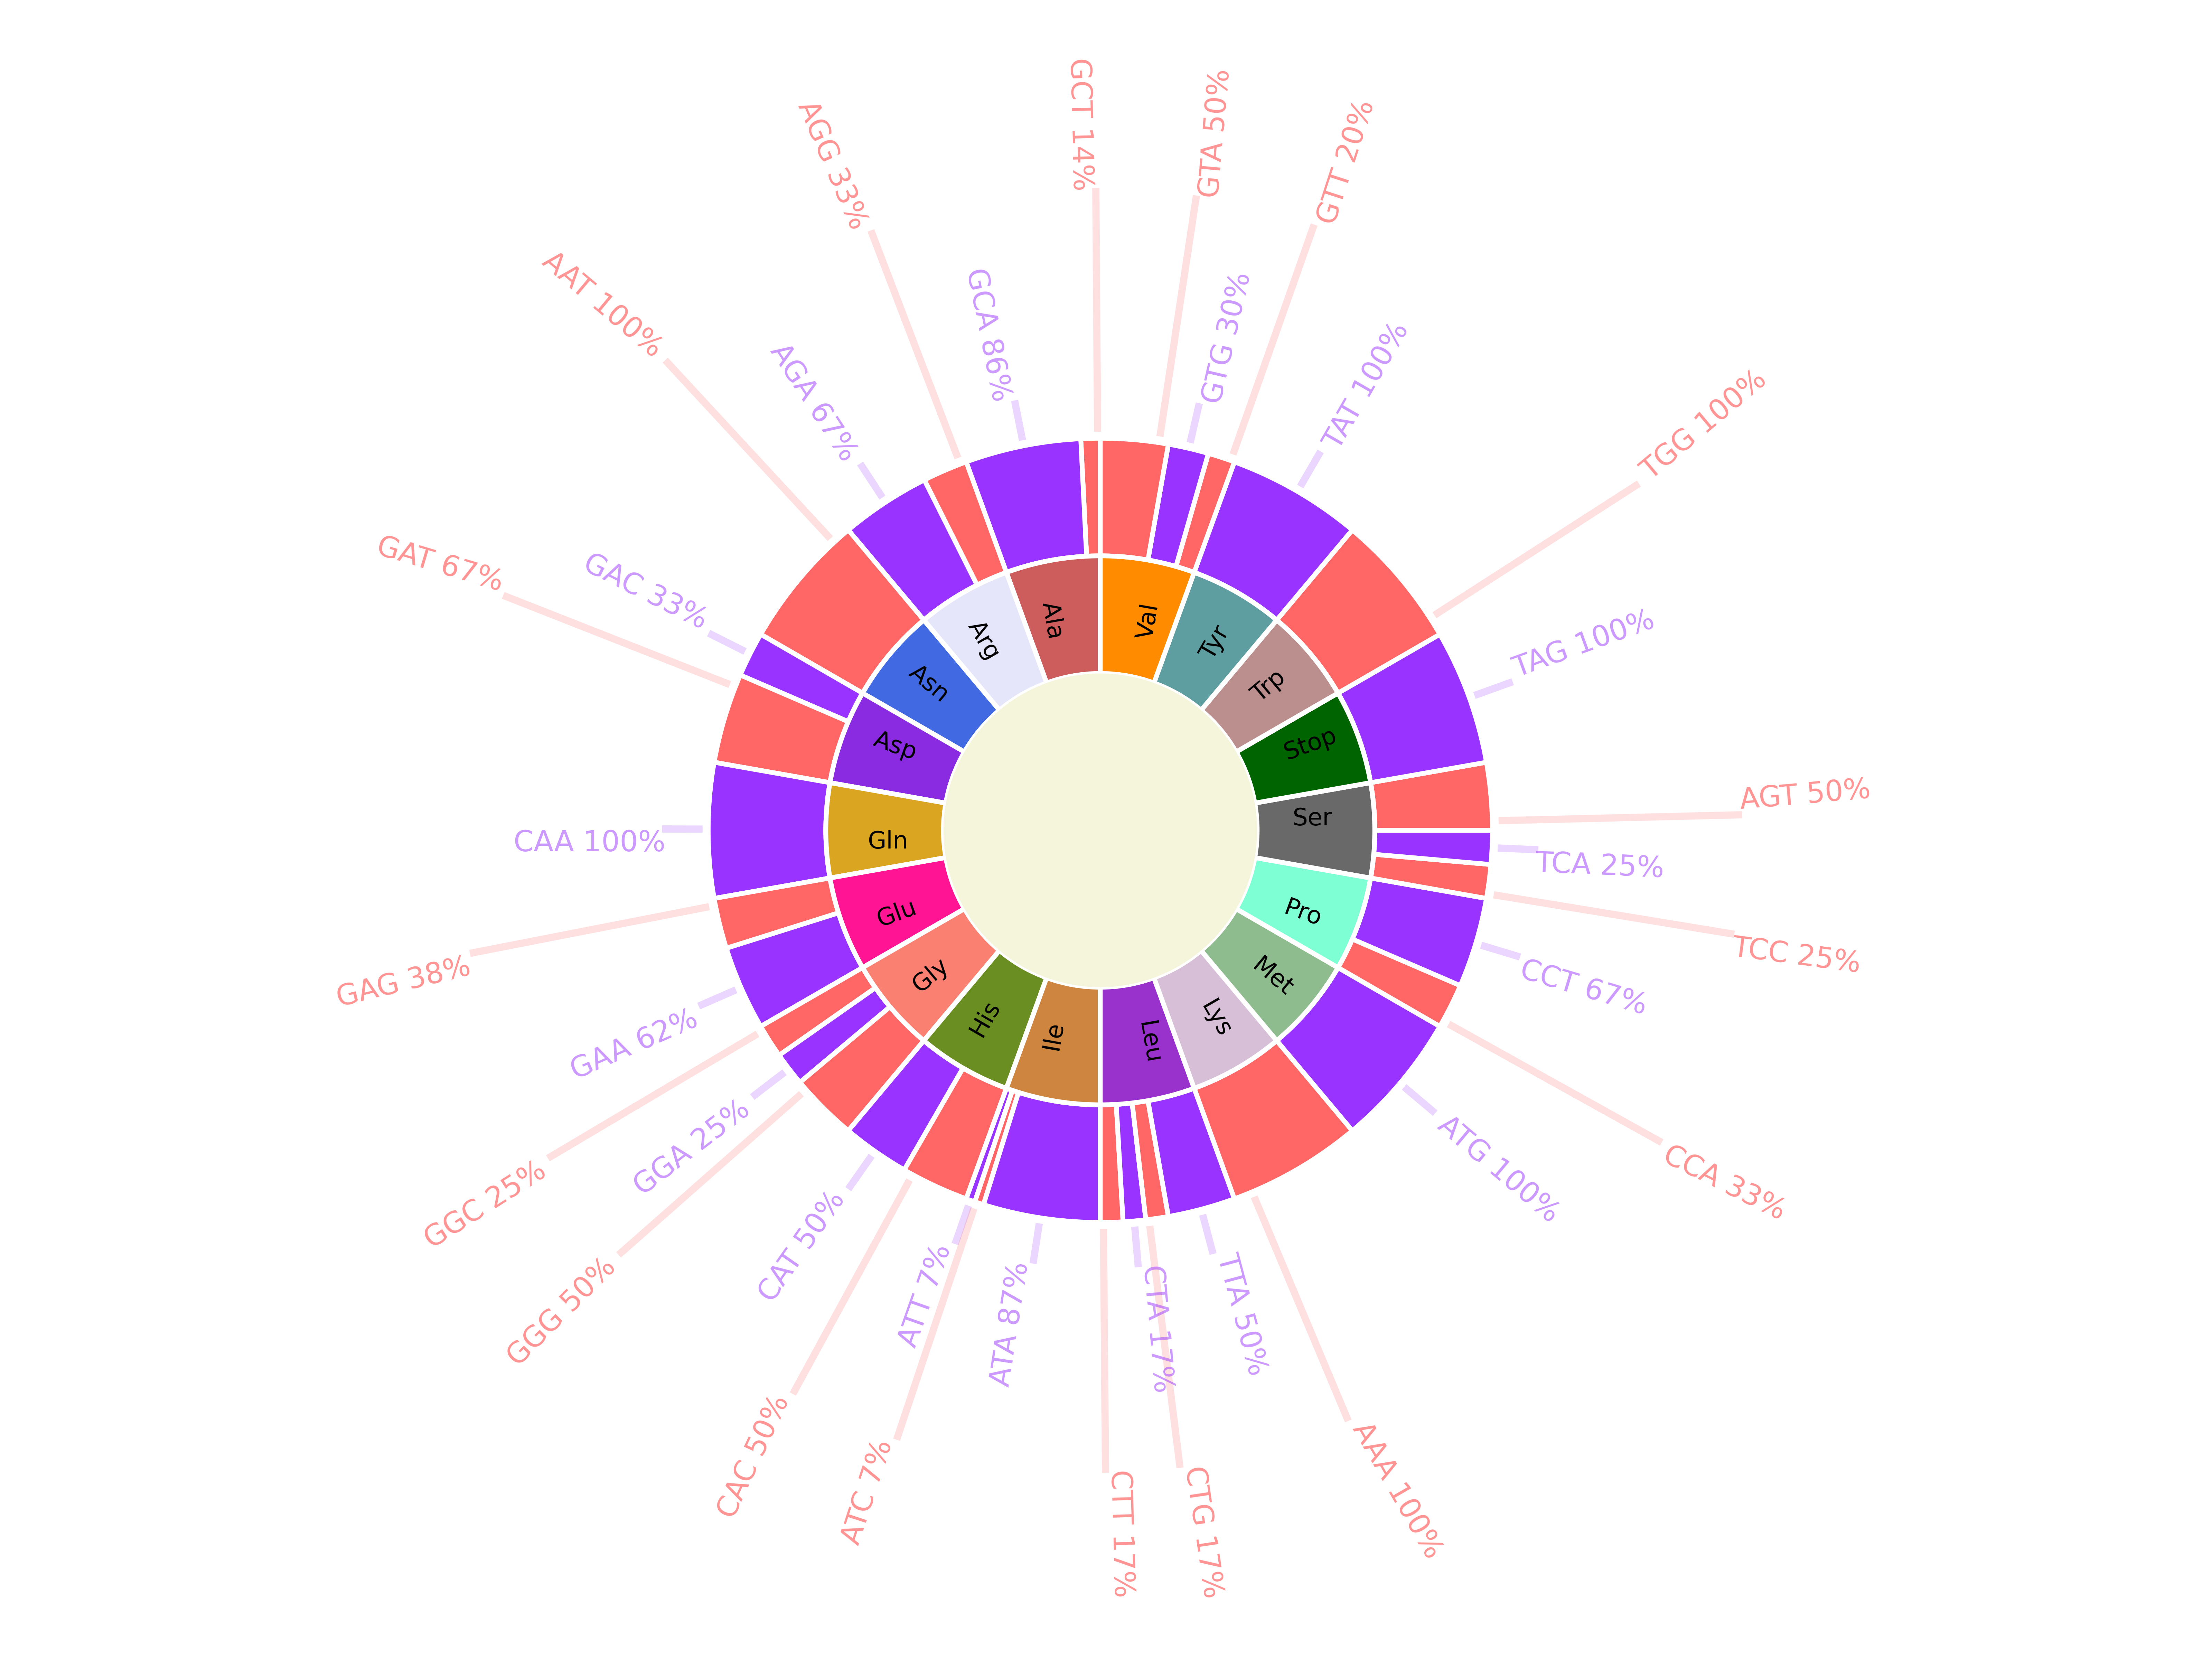 GCT 14%
GCA 86%
AGG 33%
AGA 67%
AAT 100%
GAC 33%
GAT 67%
CAA 100%
GAG 38%
GAA 62%
GGC 25%
GGA 25%
GGG 50%
CAT 50%
CAC 50%
ATT 7%
ATC 7%
ATA 87%
CTT 17%
CTA 17%
CTG 17%
TTA 50%
AAA 100%
ATG 100%
CCA 33%
CCT 67%
TCC 25%
TCA 25%
AGT 50%
TAG 100%
TGG 100%
TAT 100%
GTT 20%
GTG 30%
GTA 50%
Ala
Arg
Asn
Asp
Gln
Glu
Gly
His
Ile
Leu
Lys
Met
Pro
Ser
Stop
Trp
Tyr
Val